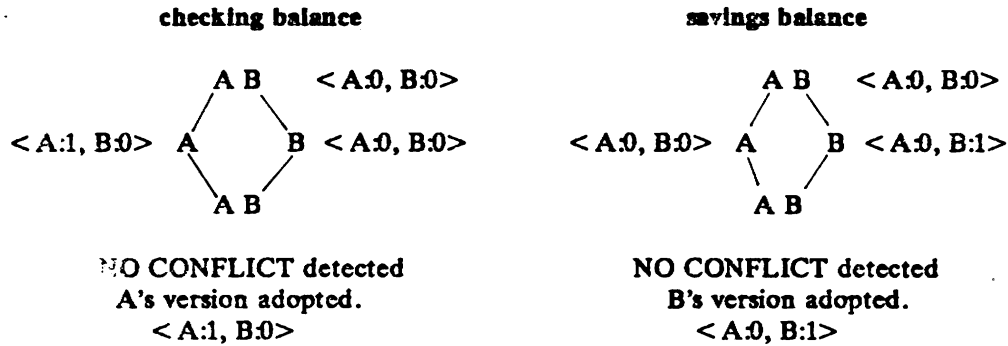 checking balance
A B < A:0, B:0>
< A:1, B:0> A B < A:0, B:0>
A B
NO CONFLICT detected
A's version adopted.
< A:1, B:0>
savings balance
A B < A:0, B:0>
< A:0, B:0> A B < A:0, B:1>
A B
NO CONFLICT detected
B's version adopted.
< A:0, B:1>